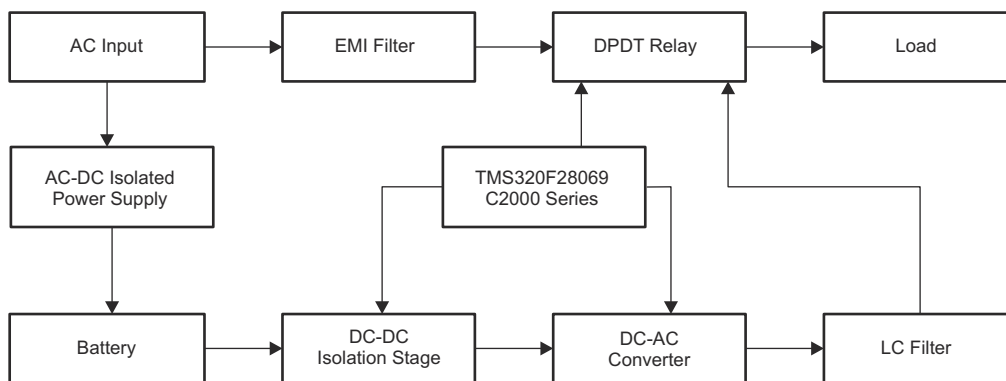 AC Input
EMI Filter
DPDT Relay
Load
AC-DC Isolated
Power Supply
TMS320F28069
C2000 Series
Battery
DC-DC
Isolation Stage
DC-AC
Converter
LC Filter